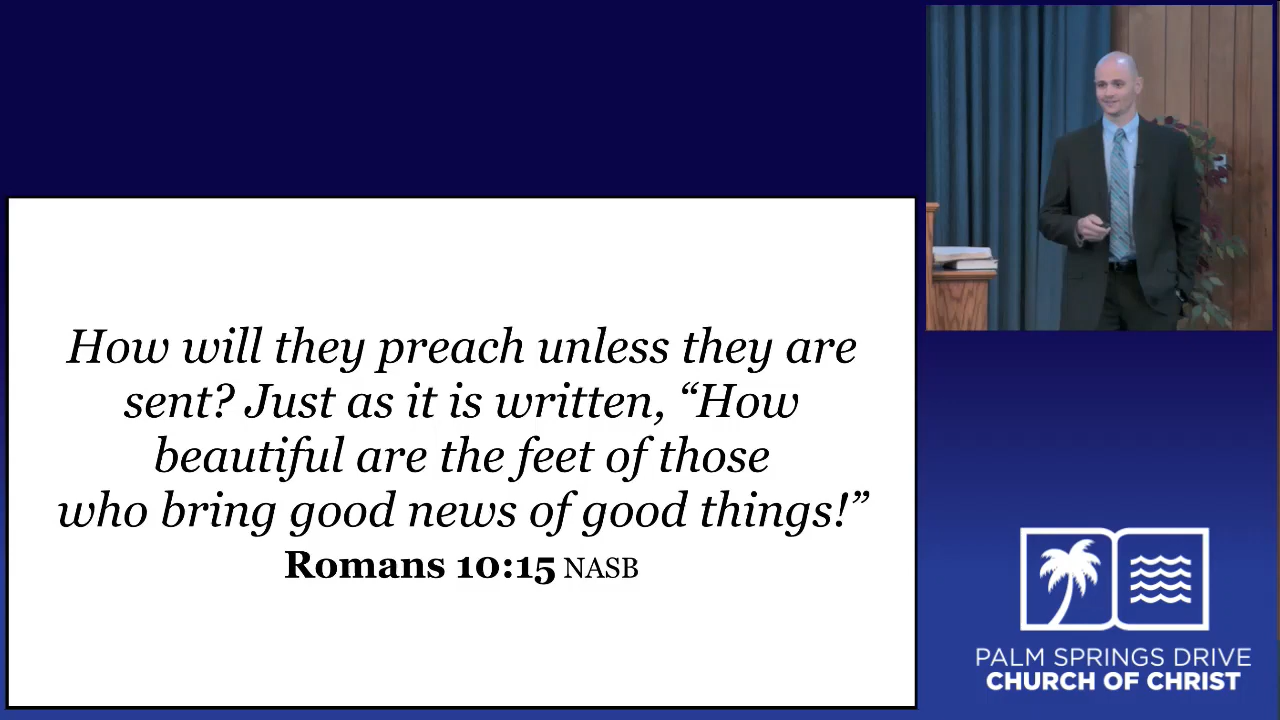 How will they preach unless they are
sent? Just as it is written, “How
beautiful are the feet of those
who bring good news of good things!”
Romans 10:15 NASB
PALM SPRINGS DRIVE
CHURCH OF CHRIST